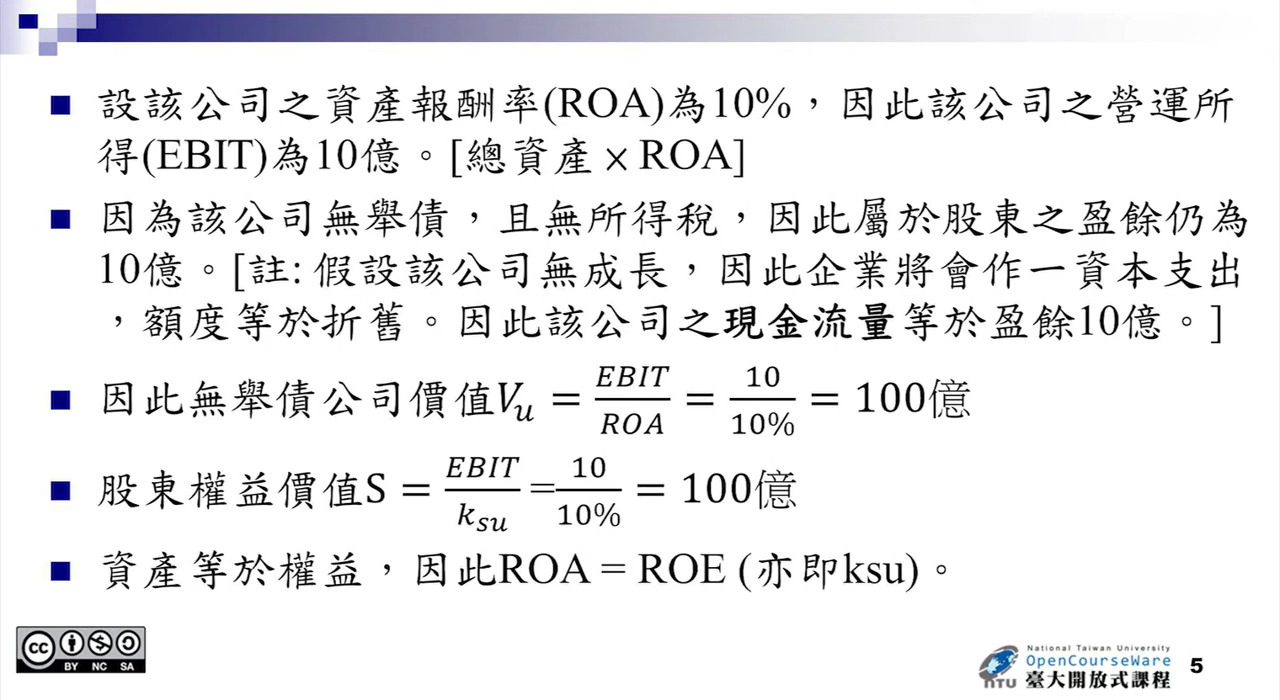 設該公司之資產報酬率(ROA)為10%，因此該公司之營運所
得(EBIT)為10億。[總資產 × ROA]
因為該公司無舉債，且無所得稅，因此屬於股東之盈餘仍為
10億。[註: 假設該公司無成長，因此企業將會作一資本支出
，額度等於折舊。因此該公司之現金流量等於盈餘10億。]
因此無舉債公司價值V_u = EBIT/ROA = 10/10% = 100億
股東權益價值S = EBIT/k_su = 10/10% = 100億
資產等於權益，因此ROA = ROE (亦即ksu)。
cc BY NC SA
National Taiwan University
OpenCourseWare
NTU 臺大開放式課程
5